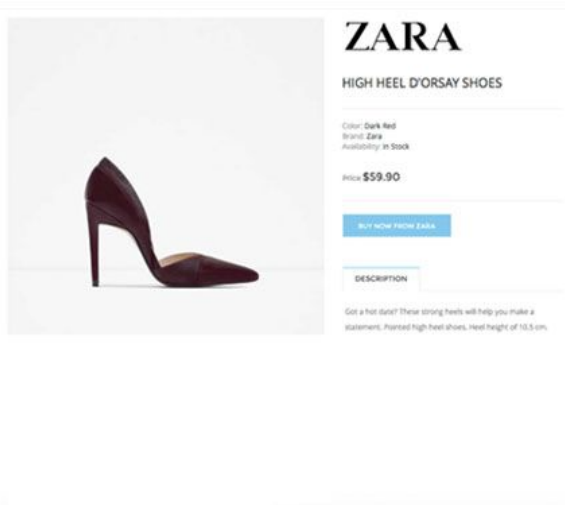 ZARA
HIGH HEEL D'ORSAY SHOES
Color: Dark Red
Brand: Zara
Availability: In Stock
Price $59.90
BUY NOW FROM ZARA
DESCRIPTION
Got a hot date? These strong heels will help you make a
statement. Pointed high heel shoes. Heel height of 10.5 cm.